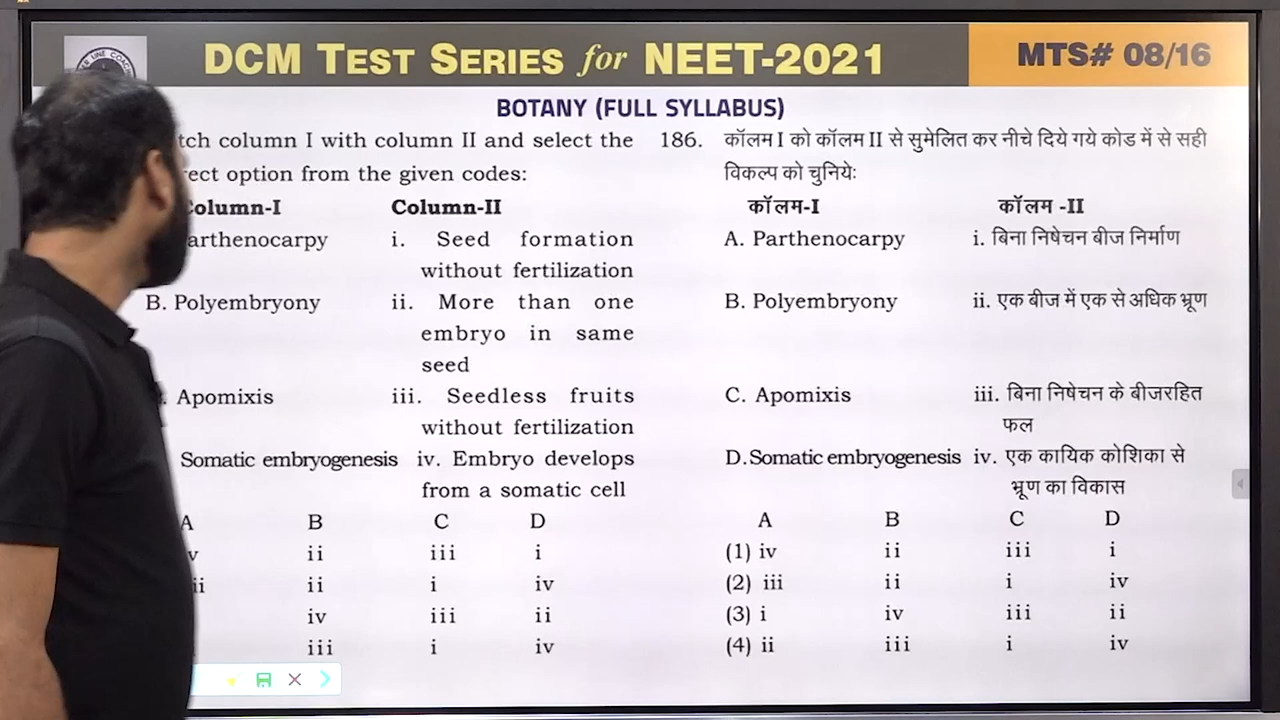 DCM TEST SERIES for NEET-2021
MTS# 08/16
BOTANY (FULL SYLLABUS)
column I with column II and select the
option from the given codes:
Column-I Column-II
i. Seed formation
without fertilization
B. Polyembryony ii. More than one
embryo in same
seed
Apomixis iii. Seedless fruits
without fertilization
Somatic embryogenesis iv. Embryo develops
from a somatic cell
A B C D
ii iii i
ii i iv
iv iii ii
iii i iv
186. कॉलम I को कॉलम II से सुमेलित कर नीचे दिये गये कोड में से सही
विकल्प को चुनिये:
कॉलम-I कॉलम -II
A. Parthenocarpy i. बिना निषेचन बीज निर्माण
B. Polyembryony ii. एक बीज में एक से अधिक भ्रूण
C. Apomixis iii. बिना निषेचन के बीजरहित
फल
D. Somatic embryogenesis iv. एक कायिक कोशिका से
भ्रूण का विकास
A B C D
(1) iv ii iii i
(2) iii ii i iv
(3) i iv iii ii
(4) ii iii i iv